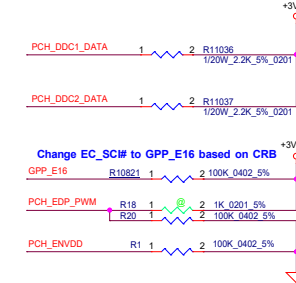 +3V
PCH_DDC1_DATA 1 2 R11036
1/20W_2.2K_5%_0201
PCH_DDC2_DATA 1 2 R11037
1/20W_2.2K_5%_0201
+3V
Change EC_SCI# to GPP_E16 based on CRB
GPP_E16 R10821 1 2 100K_0402_5%
@
PCH_EDP_PWM R18 1 2 1K_0201_5%
R20 1 2 100K_0402_5%
PCH_ENVDD R1 1 2 100K_0402_5%